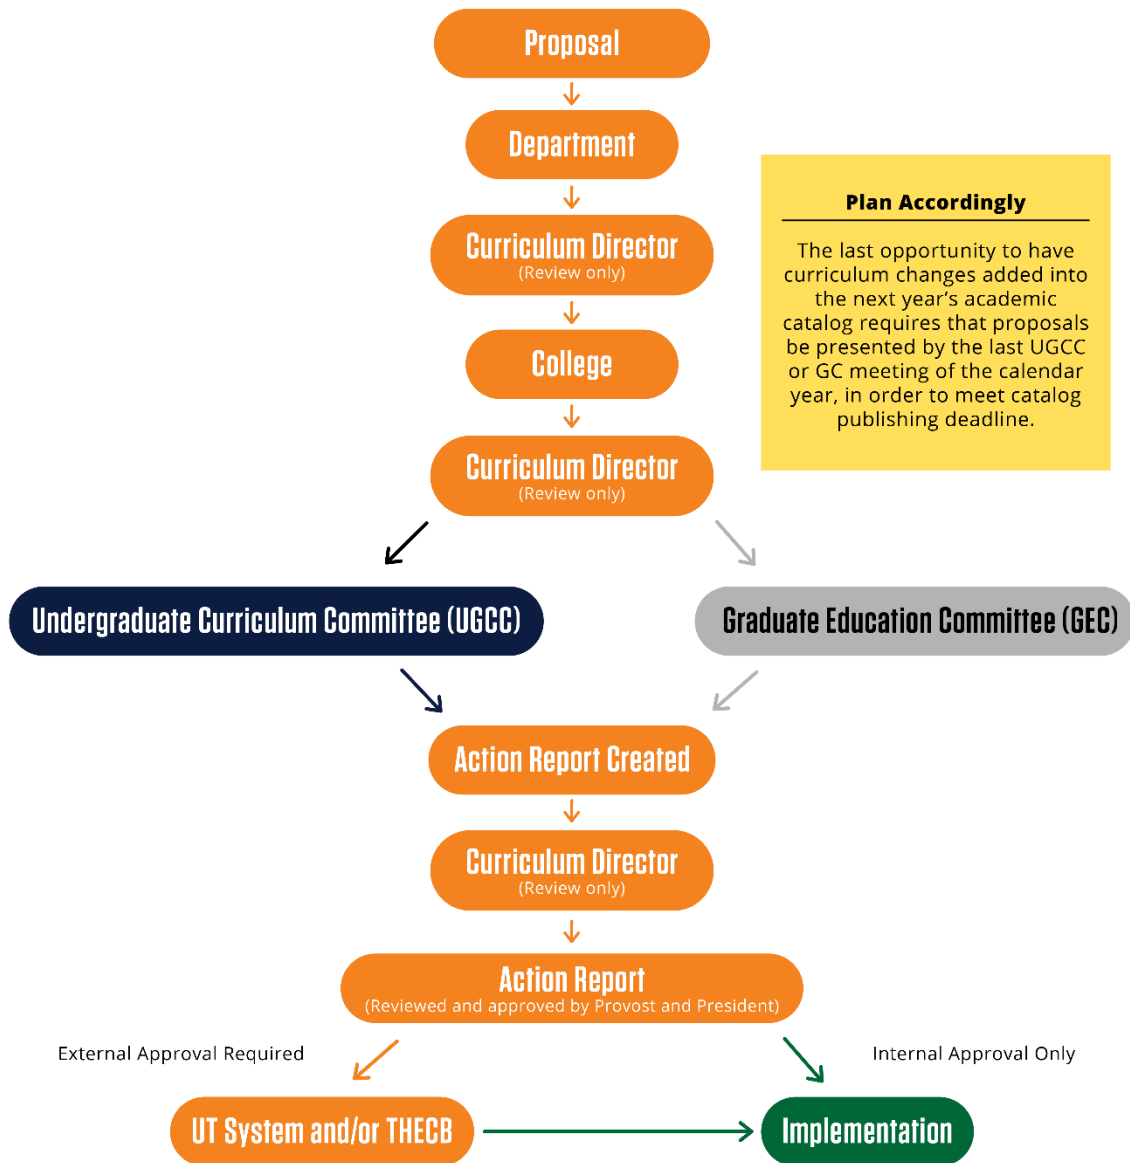 Proposal
Department
Curriculum Director
(Review only)
College
Curriculum Director
(Review only)
Plan Accordingly
The last opportunity to have
curriculum changes added into
the next year's academic
catalog requires that proposals
be presented by the last UGCC
or GC meeting of the calendar
year, in order to meet catalog
publishing deadline.
Undergraduate Curriculum Committee (UGCC)
Graduate Education Committee (GEC)
Action Report Created
Curriculum Director
(Review only)
Action Report
(Reviewed and approved by Provost and President)
External Approval Required
Internal Approval Only
UT System and/or THECB
Implementation